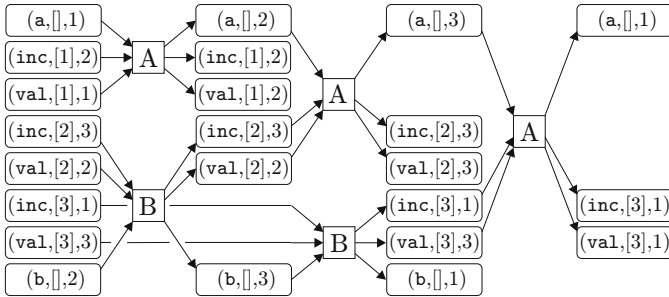 (a,[],1) (a,[],2) (a,[],3) (a,[],1)
(inc,[1],2) A (inc,[1],2)
(val,[1],1) (val,[1],2) A
(inc,[2],3) (inc,[2],3) (inc,[2],3) A
(val,[2],2) (val,[2],2) (val,[2],3)
(inc,[3],1) B (inc,[3],1) (inc,[3],1)
(val,[3],3) B (val,[3],3) (val,[3],1)
(b,[],2) (b,[],3) (b,[],1)